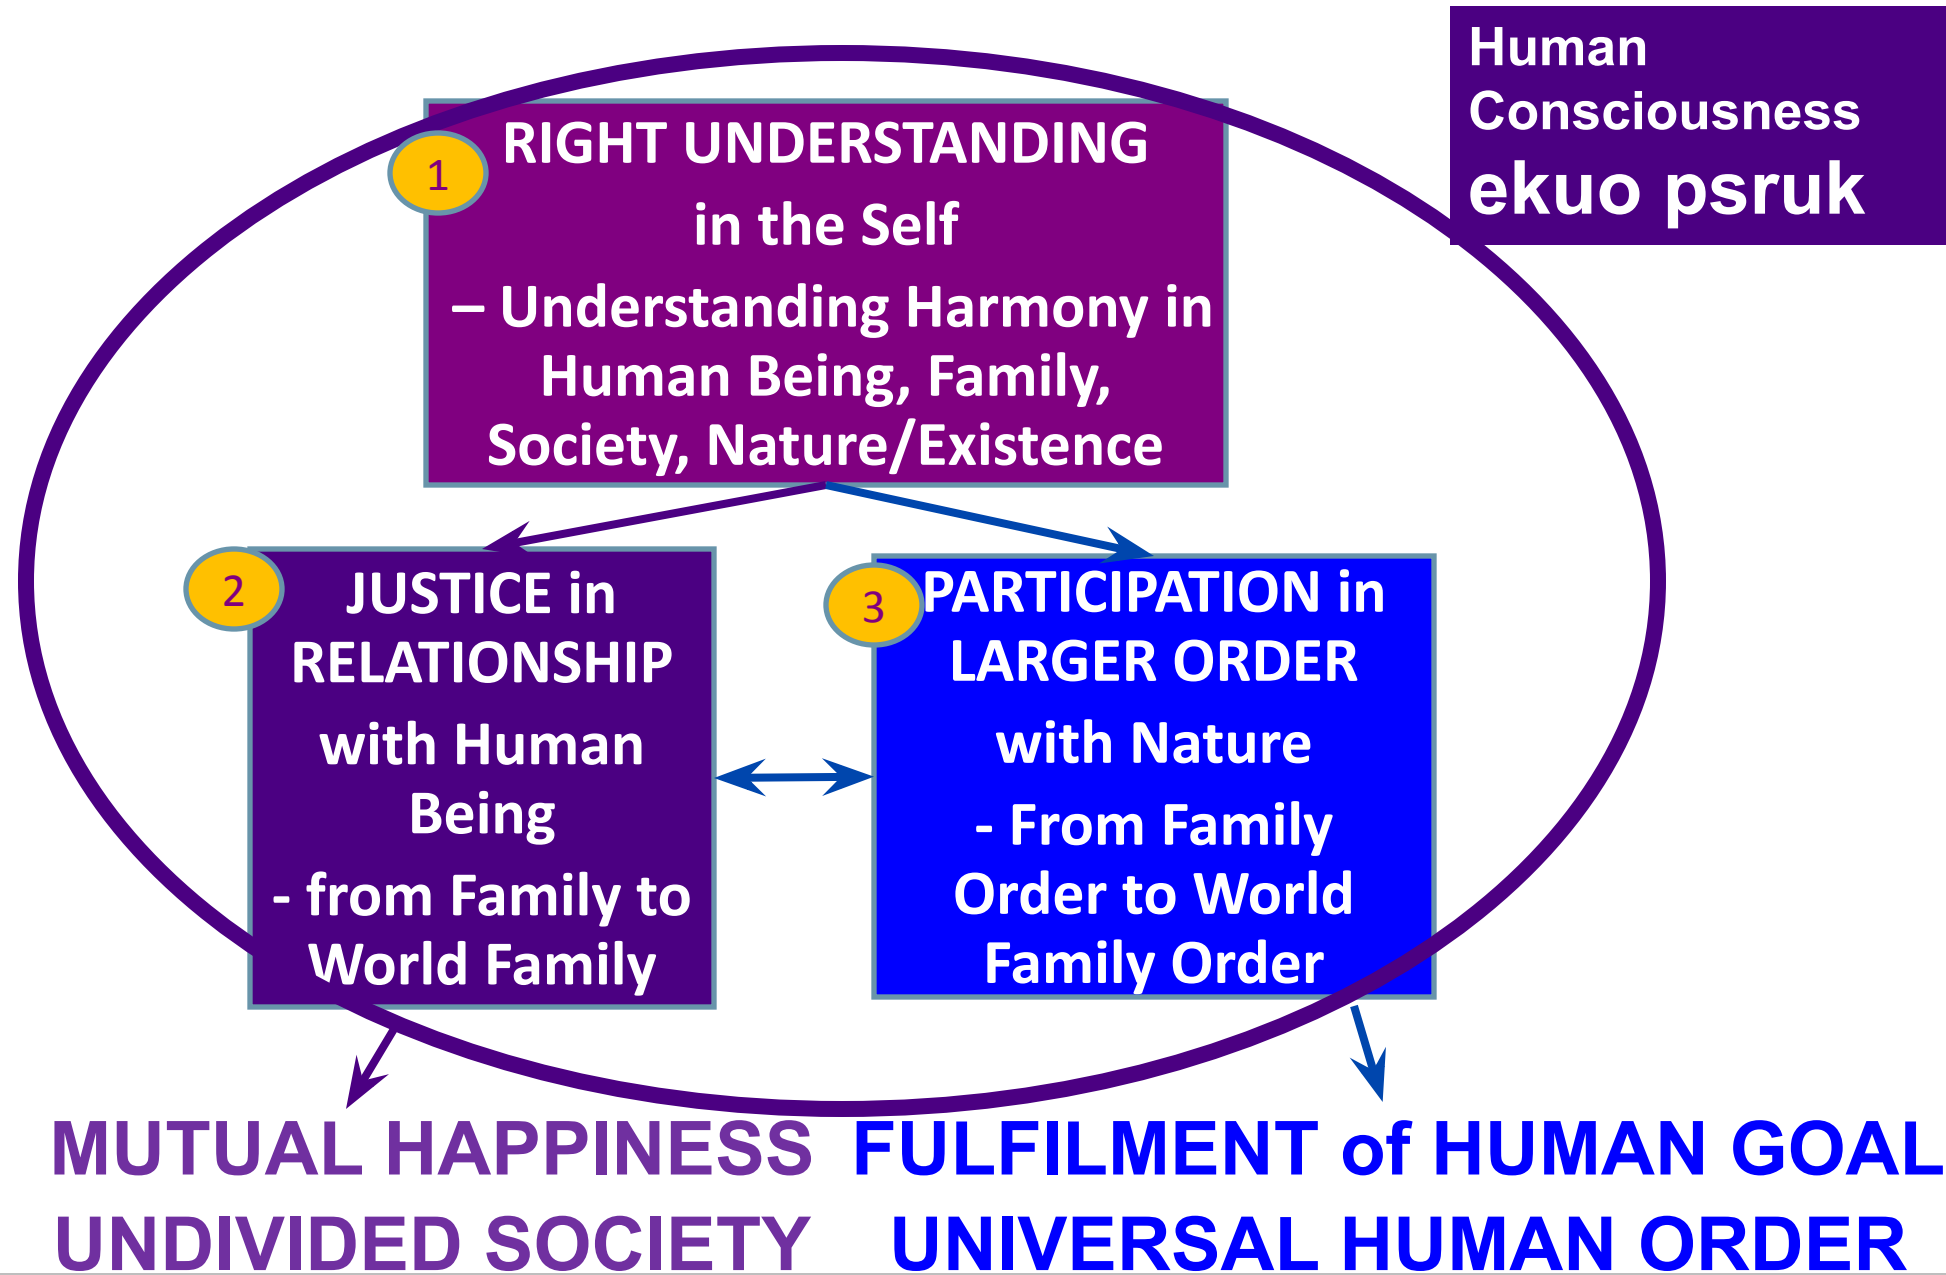 Human
Consciousness
ekuo psruk
1
RIGHT UNDERSTANDING
in the Self
– Understanding Harmony in
Human Being, Family,
Society, Nature/Existence
2
JUSTICE in
RELATIONSHIP
with Human
Being
- from Family to
World Family
3
PARTICIPATION in
LARGER ORDER
with Nature
- From Family
Order to World
Family Order
MUTUAL HAPPINESS
UNDIVIDED SOCIETY
FULFILMENT of HUMAN GOAL
UNIVERSAL HUMAN ORDER